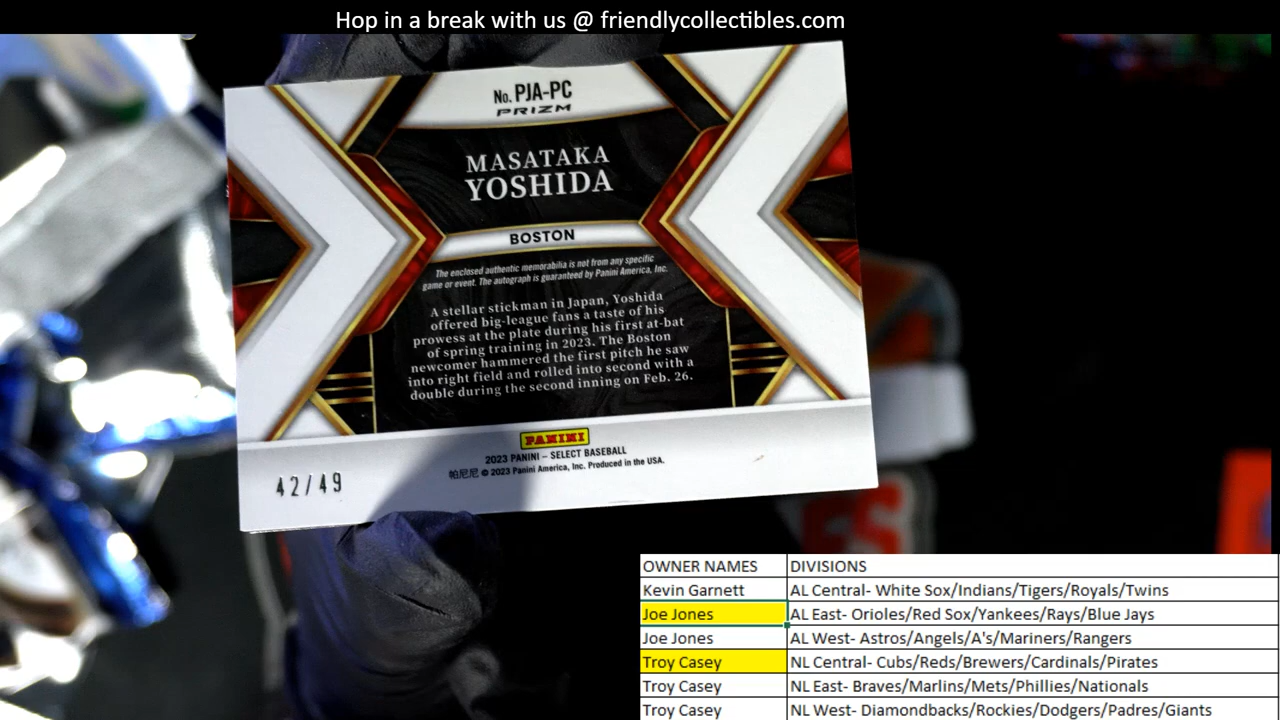 Hop in a break with us @ friendlycollectibles.com
No. PJA-PC
PRIZM
MASATAKA
YOSHIDA
BOSTON
The enclosed authentic memorabilia is not from any specific
game or event. The autograph is guaranteed by Panini America, Inc.
A stellar stickman in Japan, Yoshida
offered big-league fans a taste of his
prowess at the plate during his first at-bat
of spring training in 2023. The Boston
newcomer hammered the first pitch he saw
into right field and rolled into second with a
double during the second inning on Feb. 26.
PANINI
2023 PANINI – SELECT BASEBALL
帕尼尼 © 2023 Panini America, Inc. Produced in the USA.
42/49
OWNER NAMES DIVISIONS
Kevin Garnett AL Central- White Sox/Indians/Tigers/Royals/Twins
Joe Jones AL East- Orioles/Red Sox/Yankees/Rays/Blue Jays
Joe Jones AL West- Astros/Angels/A's/Mariners/Rangers
Troy Casey NL Central- Cubs/Reds/Brewers/Cardinals/Pirates
Troy Casey NL East- Braves/Marlins/Mets/Phillies/Nationals
Troy Casey NL West- Diamondbacks/Rockies/Dodgers/Padres/Giants